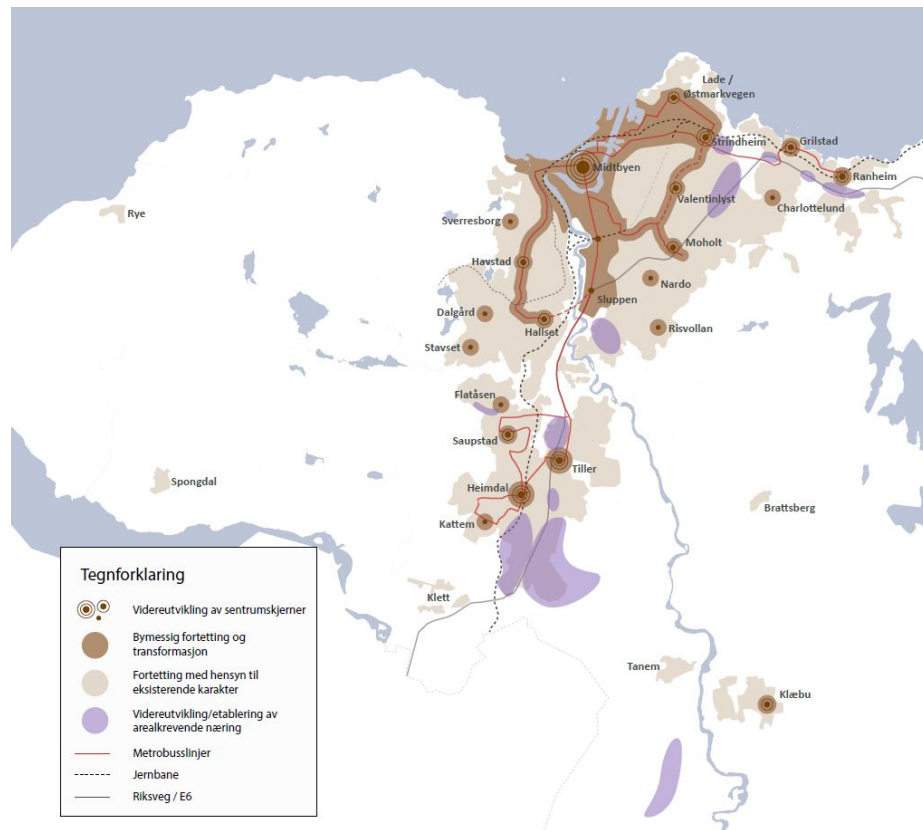 Lade /
Østmarkvegen
Strindheim
Grilstad
Midtbyen
Ranheim
Valentinlyst
Charlottelund
Rye
Sverresborg
Moholt
Havstad
Nardo
Sluppen
Dalgård
Hallset
Risvollan
Stavset
Flatåsen
Saupstad
Tiller
Spongdal
Heimdal
Brattsberg
Kattem
Klett
Tanem
Klæbu
Tegnforklaring
Videreutvikling av sentrumskjerner
Bymessig fortetting og
transformasjon
Fortetting med hensyn til
eksisterende karakter
Videreutvikling/etablering av
arealkrevende næring
Metrobusslinjer
Jernbane
Riksveg / E6